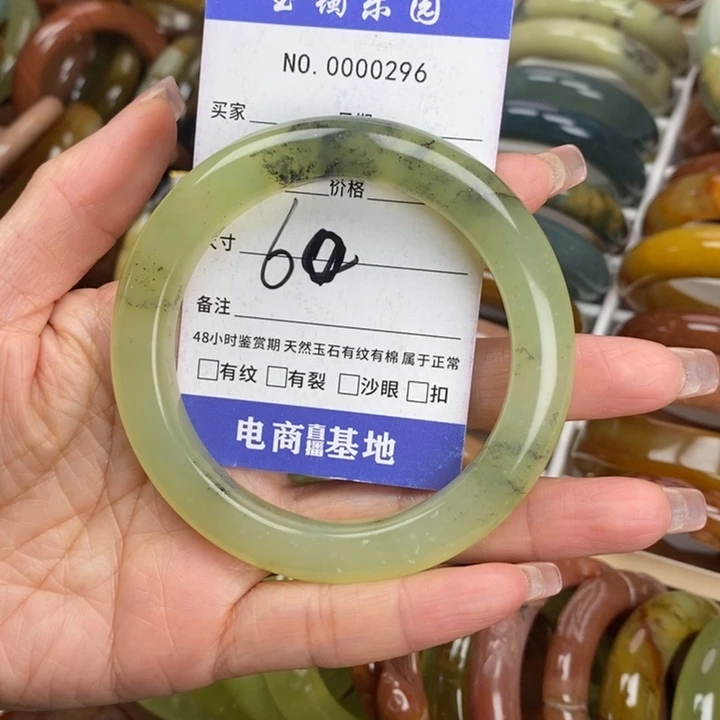 NO. 0000296
买家
价格
寸 60
备注
48小时鉴赏期 天然玉石有纹有棉 属于正常
□有纹 □有裂 □沙眼 □扣
电商直播基地